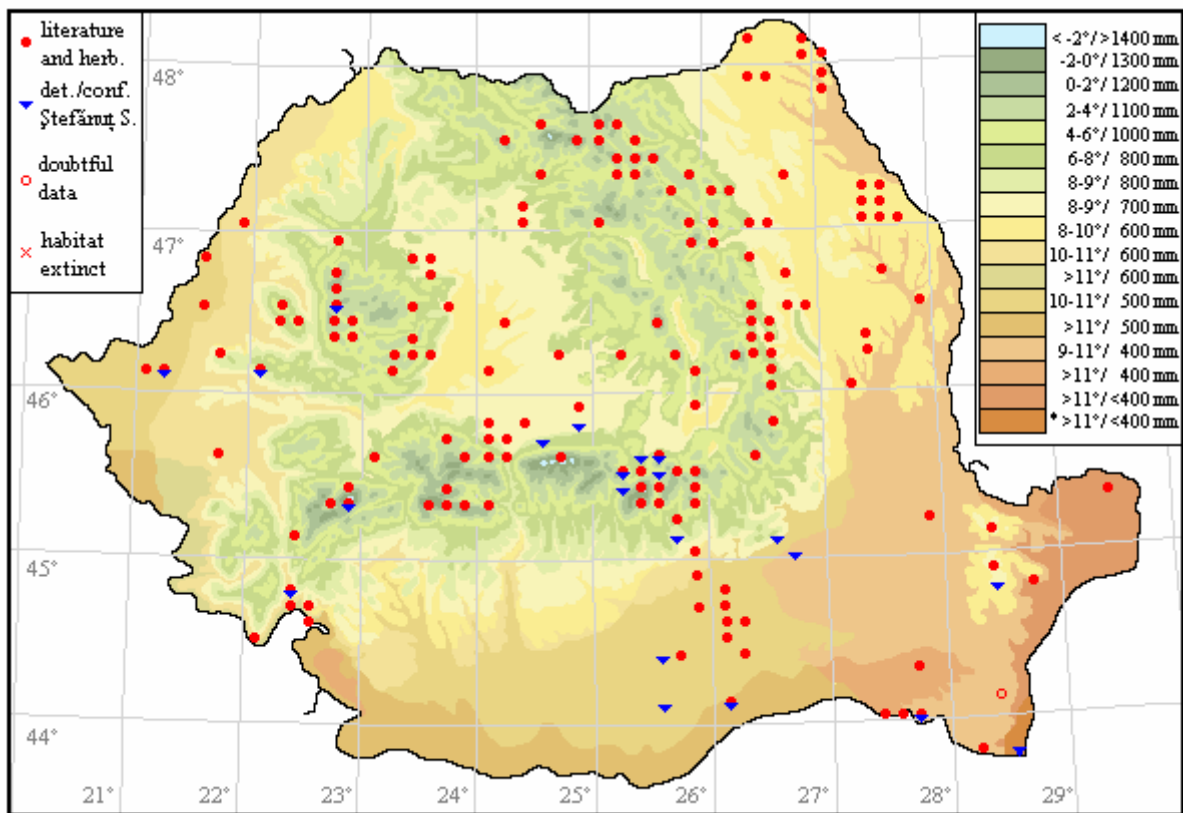 literature
and herb.
det./conf.
Ştefănuţ S.
doubtful
data
habitat
extinct
< -2°/>1400 mm
-2-0°/ 1300 mm
0-2°/ 1200 mm
2-4°/ 1100 mm
4-6°/ 1000 mm
6-8°/ 800 mm
8-9°/ 800 mm
8-9°/ 700 mm
8-10°/ 600 mm
10-11°/ 600 mm
>11°/ 600 mm
10-11°/ 500 mm
>11°/ 500 mm
9-11°/ 400 mm
>11°/ 400 mm
>11°/ <400 mm
* >11°/ <400 mm
48°
47°
46°
45°
44°
21° 22° 23° 24° 25° 26° 27° 28° 29°